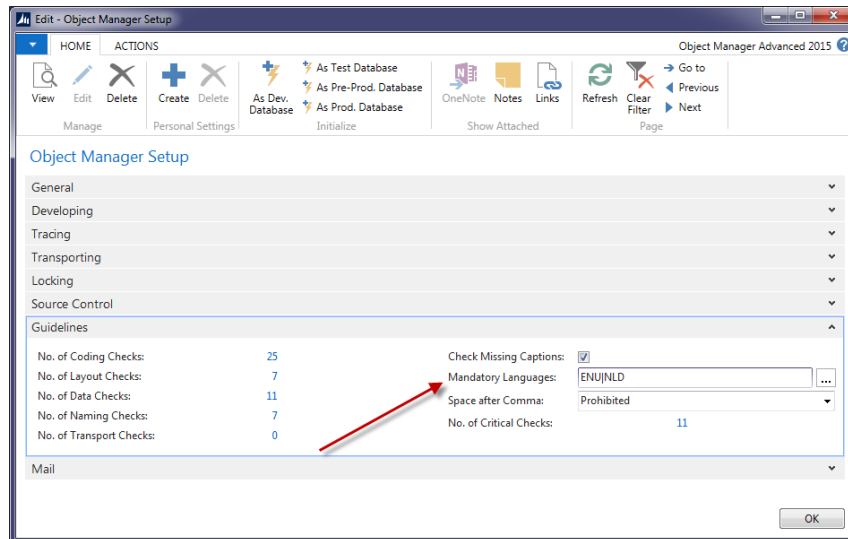 Edit - Object Manager Setup
HOME ACTIONS Object Manager Advanced 2015
View Edit Delete
Manage
Create Delete
Personal Settings
As Dev. Database
As Test Database
As Pre-Prod. Database
As Prod. Database
Initialize
OneNote Notes Links
Show Attached
Refresh Clear Filter
Go to
Previous
Next
Page
Object Manager Setup
General
Developing
Tracing
Transporting
Locking
Source Control
Guidelines
No. of Coding Checks: 25
No. of Layout Checks: 7
No. of Data Checks: 11
No. of Naming Checks: 7
No. of Transport Checks: 0
Check Missing Captions:
Mandatory Languages: ENU|NLD ...
Space after Comma: Prohibited
No. of Critical Checks: 11
Mail
OK